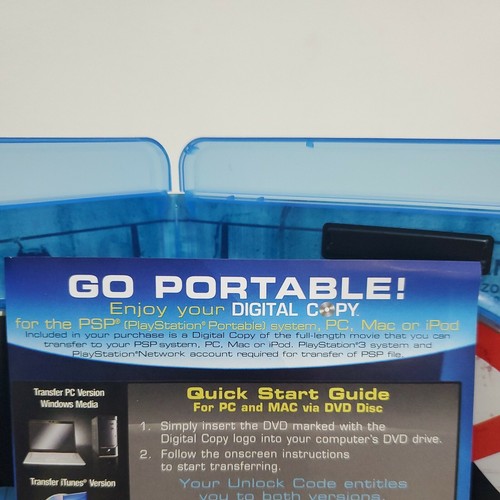 GO PORTABLE!
Enjoy your DIGITAL COPY™
for the PSP® (PlayStation®Portable) system, PC, Mac or iPod
Included in your purchase is a Digital Copy of the full-length movie that you can
transfer to your PSP system, PC, Mac or iPod. PlayStation®3 system and
PlayStation®Network account required for transfer of PSP file.
Transfer PC Version
Windows Media
Transfer iTunes® Version
Quick Start Guide
For PC and MAC via DVD Disc
1. Simply insert the DVD marked with the
Digital Copy logo into your computer's DVD drive.
2. Follow the onscreen instructions
to start transferring.
Your Unlock Code entitles
you to both versions.